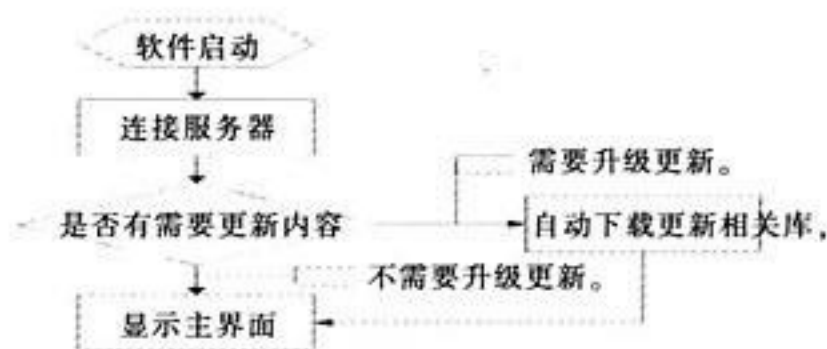 软件启动
连接服务器
需要升级更新。
是否有需要更新内容
自动下载更新相关库，
不需要升级更新。
显示主界面